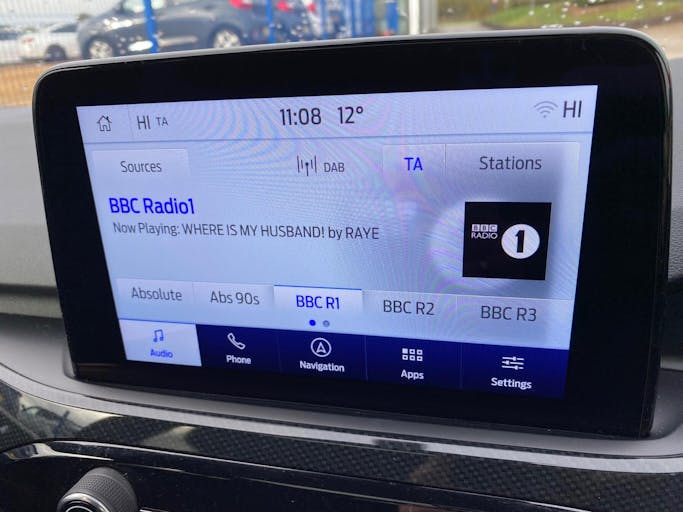 HI TA 11:08 12° HI
Sources DAB TA Stations
BBC Radio1
Now Playing: WHERE IS MY HUSBAND! by RAYE
BBC
RADIO 1
Absolute Abs 90s BBC R1 BBC R2 BBC R3
Audio Phone Navigation Apps Settings